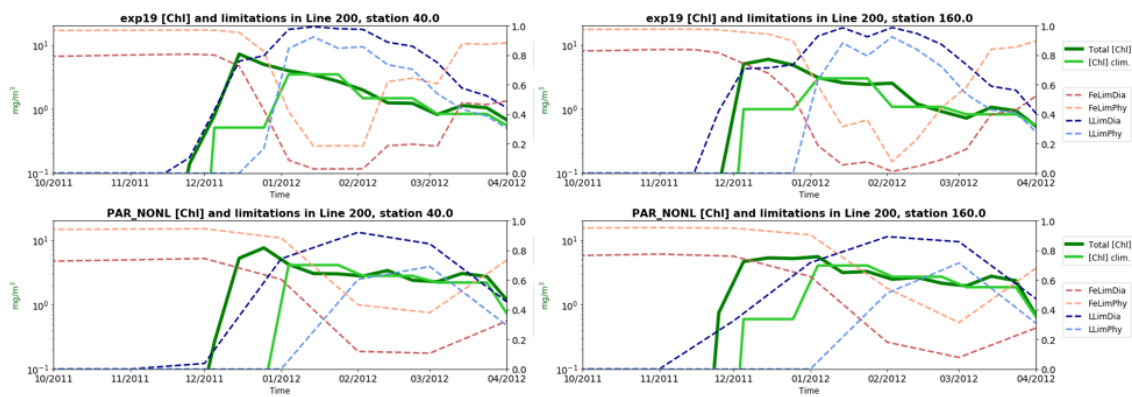 exp19 [Chl] and limitations in Line 200, station 40.0
10¹
10⁰
10⁻¹
mg/m³
1.0
0.8
0.6
0.4
0.2
0.0
10/2011 11/2011 12/2011 01/2012 02/2012 03/2012 04/2012
Time
exp19 [Chl] and limitations in Line 200, station 160.0
10¹
10⁰
10⁻¹
mg/m³
1.0
0.8
0.6
0.4
0.2
0.0
10/2011 11/2011 12/2011 01/2012 02/2012 03/2012 04/2012
Time
Total [Chl]
[Chl] clim.
FeLimDia
FeLimPhy
LLimDia
LLimPhy
PAR_NONL [Chl] and limitations in Line 200, station 40.0
10¹
10⁰
10⁻¹
mg/m³
1.0
0.8
0.6
0.4
0.2
0.0
10/2011 11/2011 12/2011 01/2012 02/2012 03/2012 04/2012
Time
PAR_NONL [Chl] and limitations in Line 200, station 160.0
10¹
10⁰
10⁻¹
mg/m³
1.0
0.8
0.6
0.4
0.2
0.0
10/2011 11/2011 12/2011 01/2012 02/2012 03/2012 04/2012
Time
Total [Chl]
[Chl] clim.
FeLimDia
FeLimPhy
LLimDia
LLimPhy